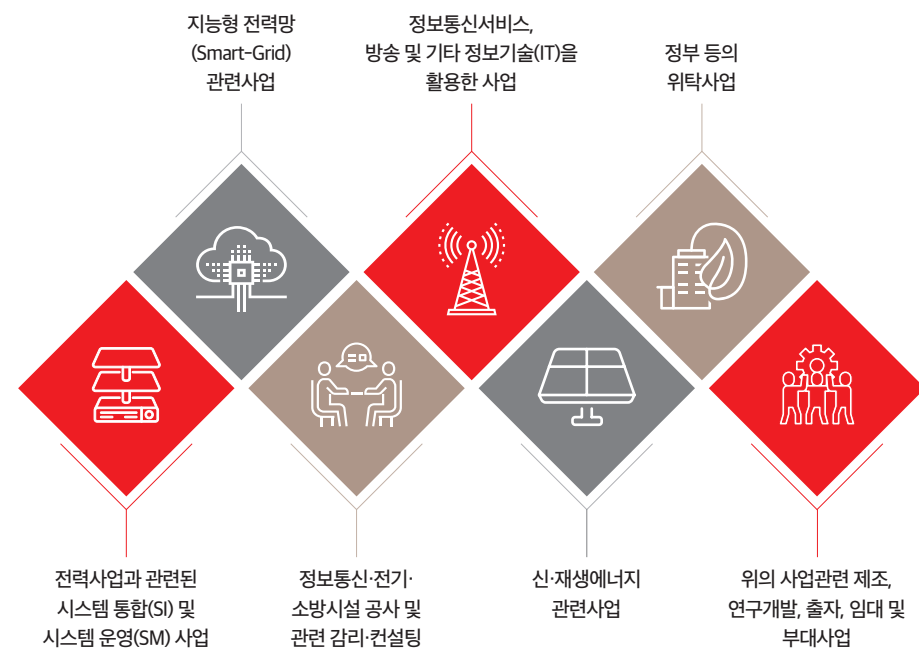 지능형 전력망
(Smart-Grid)
관련사업
정보통신서비스,
방송 및 기타 정보기술(IT)을
활용한 사업
정부 등의
위탁사업
전력사업과 관련된
시스템 통합(SI) 및
시스템 운영(SM) 사업
정보통신·전기·
소방시설 공사 및
관련 감리·컨설팅
신·재생에너지
관련사업
위의 사업관련 제조,
연구개발, 출자, 임대 및
부대사업